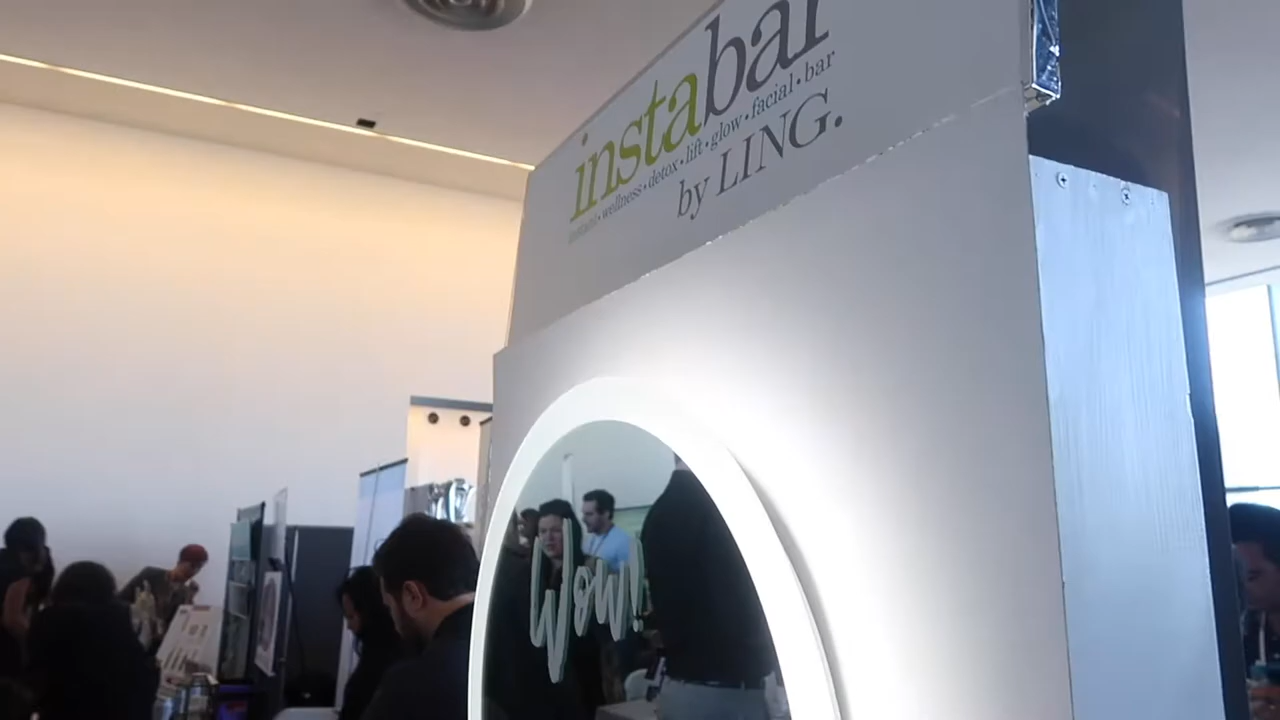 instabar
instant • wellness • detox • lift • glow • facial • bar
by LING.
Wow!